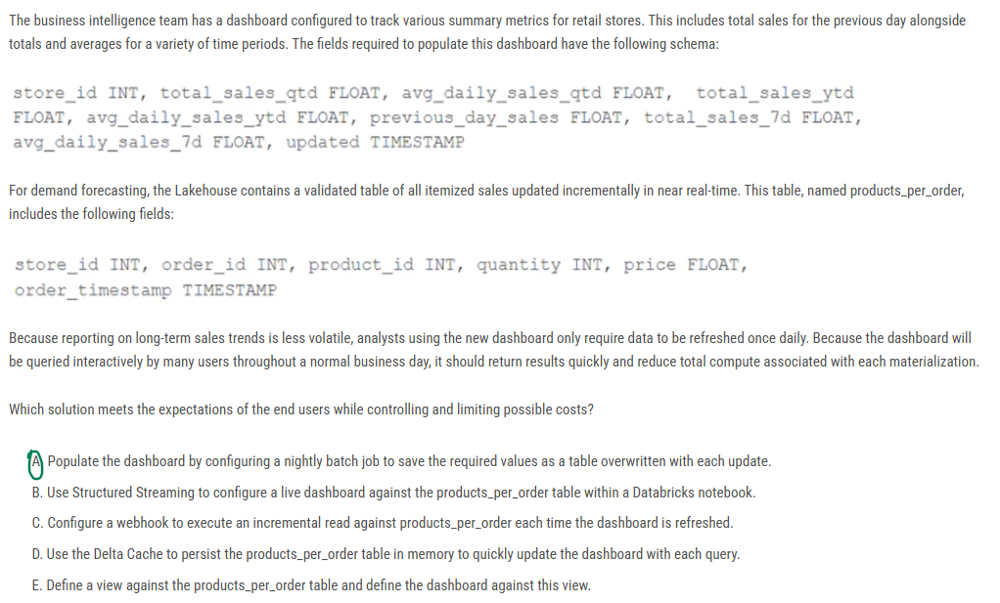 The business intelligence team has a dashboard configured to track various summary metrics for retail stores. This includes total sales for the previous day alongside
totals and averages for a variety of time periods. The fields required to populate this dashboard have the following schema:
store_id INT, total_sales_qtd FLOAT, avg_daily_sales_qtd FLOAT, total_sales_ytd
FLOAT, avg_daily_sales_ytd FLOAT, previous_day_sales FLOAT, total_sales_7d FLOAT,
avg_daily_sales_7d FLOAT, updated TIMESTAMP
For demand forecasting, the Lakehouse contains a validated table of all itemized sales updated incrementally in near real-time. This table, named products_per_order,
includes the following fields:
store_id INT, order_id INT, product_id INT, quantity INT, price FLOAT,
order_timestamp TIMESTAMP
Because reporting on long-term sales trends is less volatile, analysts using the new dashboard only require data to be refreshed once daily. Because the dashboard will
be queried interactively by many users throughout a normal business day, it should return results quickly and reduce total compute associated with each materialization.
Which solution meets the expectations of the end users while controlling and limiting possible costs?
A Populate the dashboard by configuring a nightly batch job to save the required values as a table overwritten with each update.
B. Use Structured Streaming to configure a live dashboard against the products_per_order table within a Databricks notebook.
C. Configure a webhook to execute an incremental read against products_per_order each time the dashboard is refreshed.
D. Use the Delta Cache to persist the products_per_order table in memory to quickly update the dashboard with each query.
E. Define a view against the products_per_order table and define the dashboard against this view.